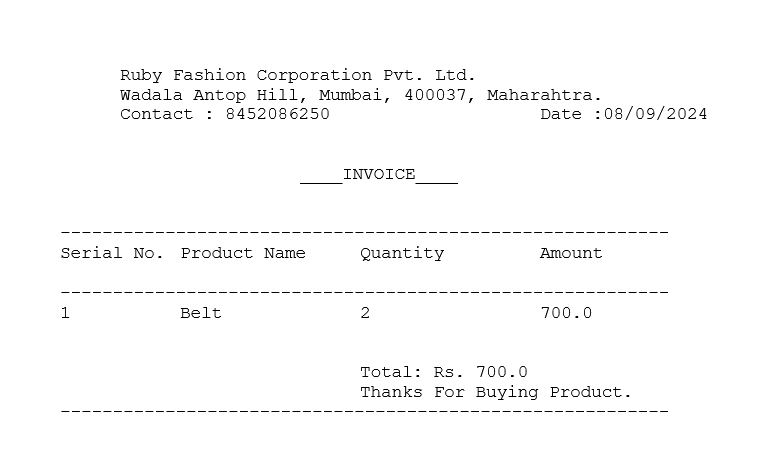 Ruby Fashion Corporation Pvt. Ltd.
Wadala Antop Hill, Mumbai, 400037, Maharahtra.
Contact : 8452086250 Date :08/09/2024
____INVOICE____
----------------------------------------------------------
Serial No. Product Name Quantity Amount
----------------------------------------------------------
1 Belt 2 700.0
Total: Rs. 700.0
Thanks For Buying Product.
----------------------------------------------------------